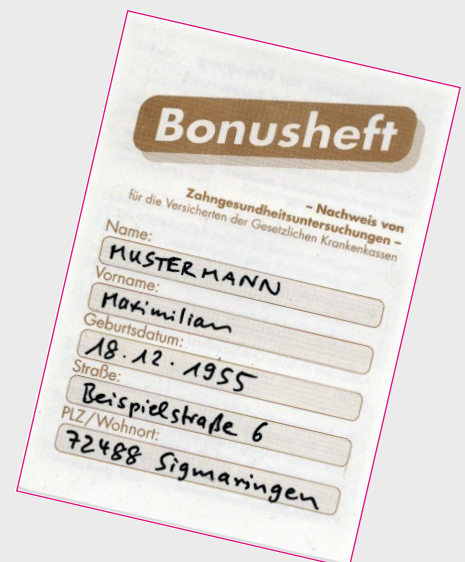 Bonusheft
– Nachweis von
Zahngesundheitsuntersuchungen –
für die Versicherten der Gesetzlichen Krankenkassen
Name:
MUSTERMANN
Vorname:
Maximilian
Geburtsdatum:
18.12.1955
Straße:
Beispielstraße 6
PLZ/Wohnort:
72488 Sigmaringen